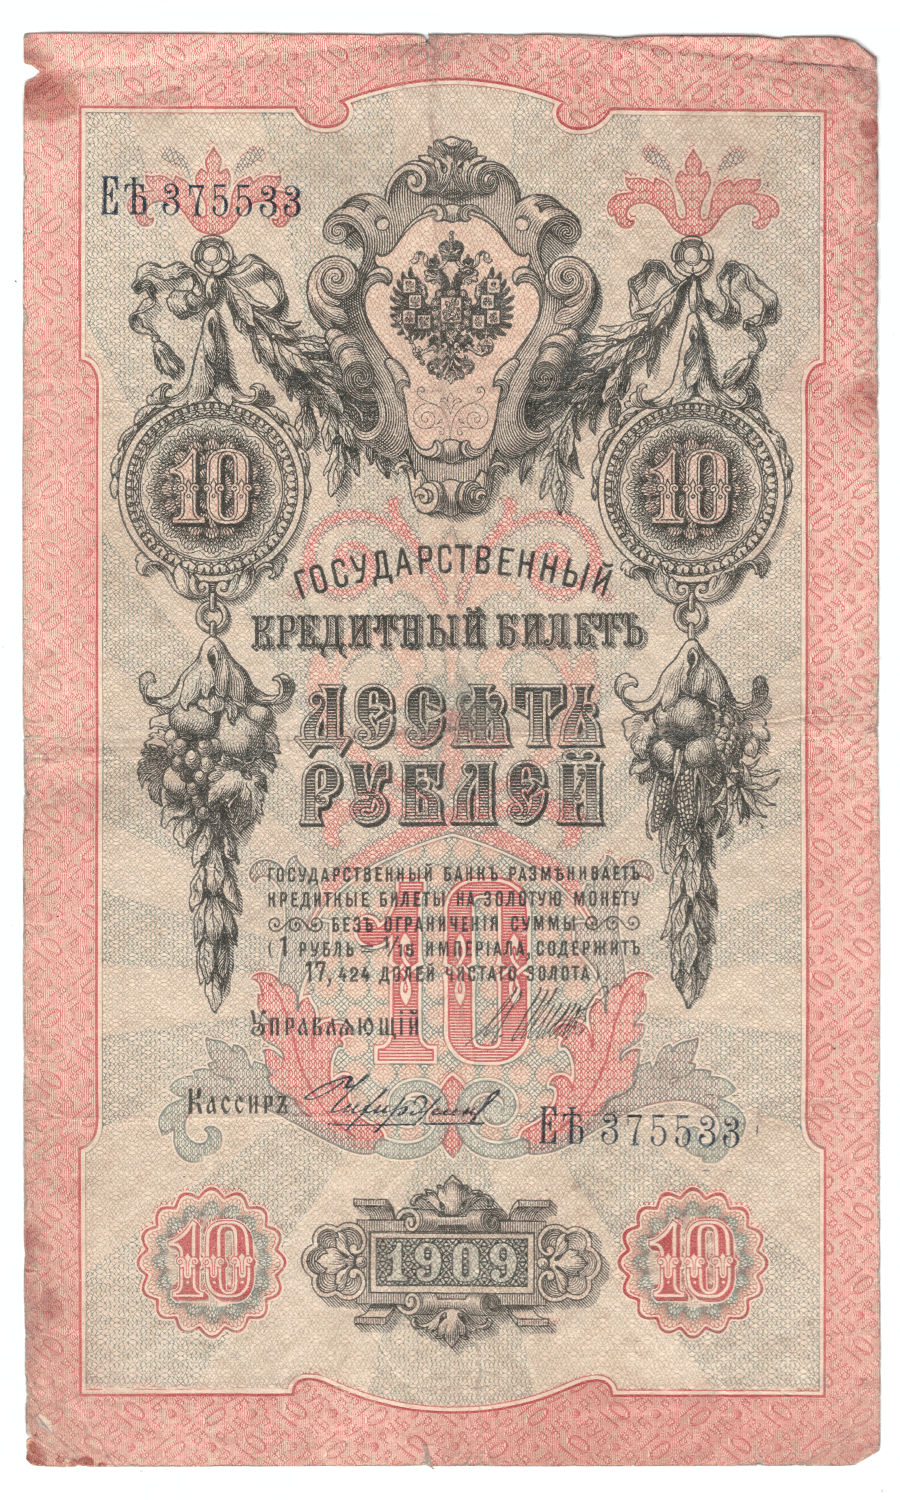 ЕѢ 375533
10 10
ГОСУДАРСТВЕННЫЙ
КРЕДИТНЫЙ БИЛЕТЪ
ДЕСЯТЬ
РУБЛЕЙ
ГОСУДАРСТВЕННЫЙ БАНКЪ РАЗМѢНИВАЕТЪ
КРЕДИТНЫЕ БИЛЕТЫ НА ЗОЛОТУЮ МОНЕТУ
БЕЗЪ ОГРАНИЧЕНІЯ СУММЫ
(1 РУБЛЬ = 1/15 ИМПЕРІАЛА, СОДЕРЖИТЪ
17,424 ДОЛЕЙ ЧИСТАГО ЗОЛОТА).
10
Управляющій
Кассиръ
ЕѢ 375533
10 1909 10